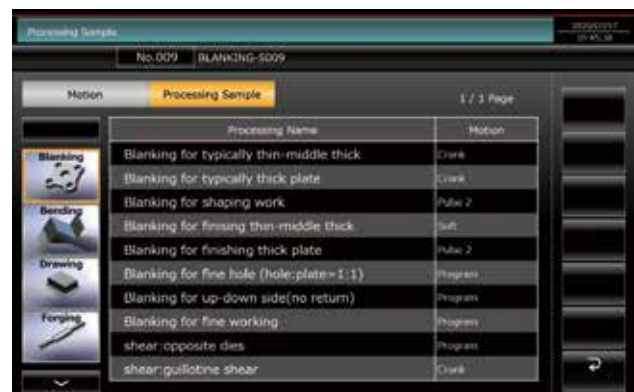 Processing Sample
2020/07/17
No.009 BLANKING-S009
Motion Processing Sample 1 / 1 Page
Processing Name Motion
Blanking for typically thin-middle thick Crank
Blanking for typically thick plate Crank
Blanking for shaping work Pulse 2
Blanking for finising thin-middle thick Soft
Blanking for finishing thick plate Pulse 2
Blanking for fine hole (hole:plate=1:1) Program
Blanking for up-down side(no return) Program
Blanking for fine working Program
shear:opposite dies Program
shear:guillotine shear Crank
Blanking
Bending
Drawing
Forging